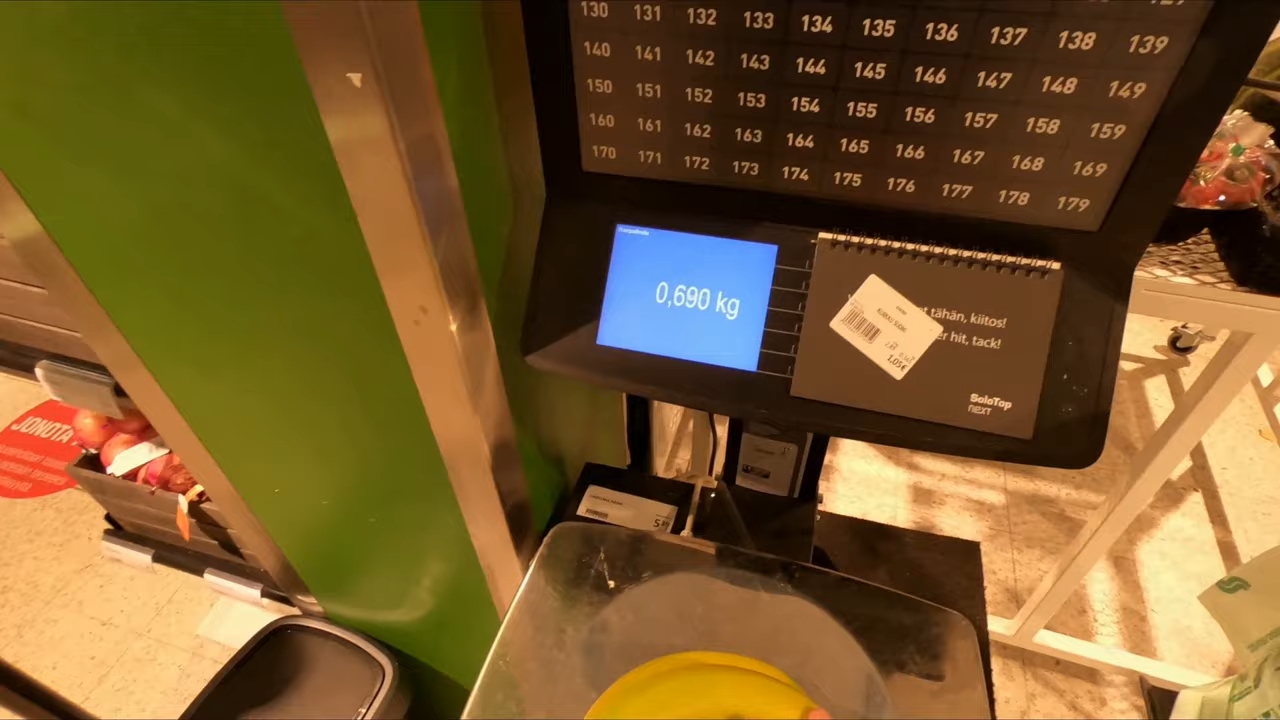 130 131 132 133 134 135 136 137 138 139
140 141 142 143 144 145 146 147 148 149
150 151 152 153 154 155 156 157 158 159
160 161 162 163 164 165 166 167 168 169
170 171 172 173 174 175 176 177 178 179
0,690 kg
tähän, kiitos!
hit, tack!
1,05€
SoloTop
next
JONOTA